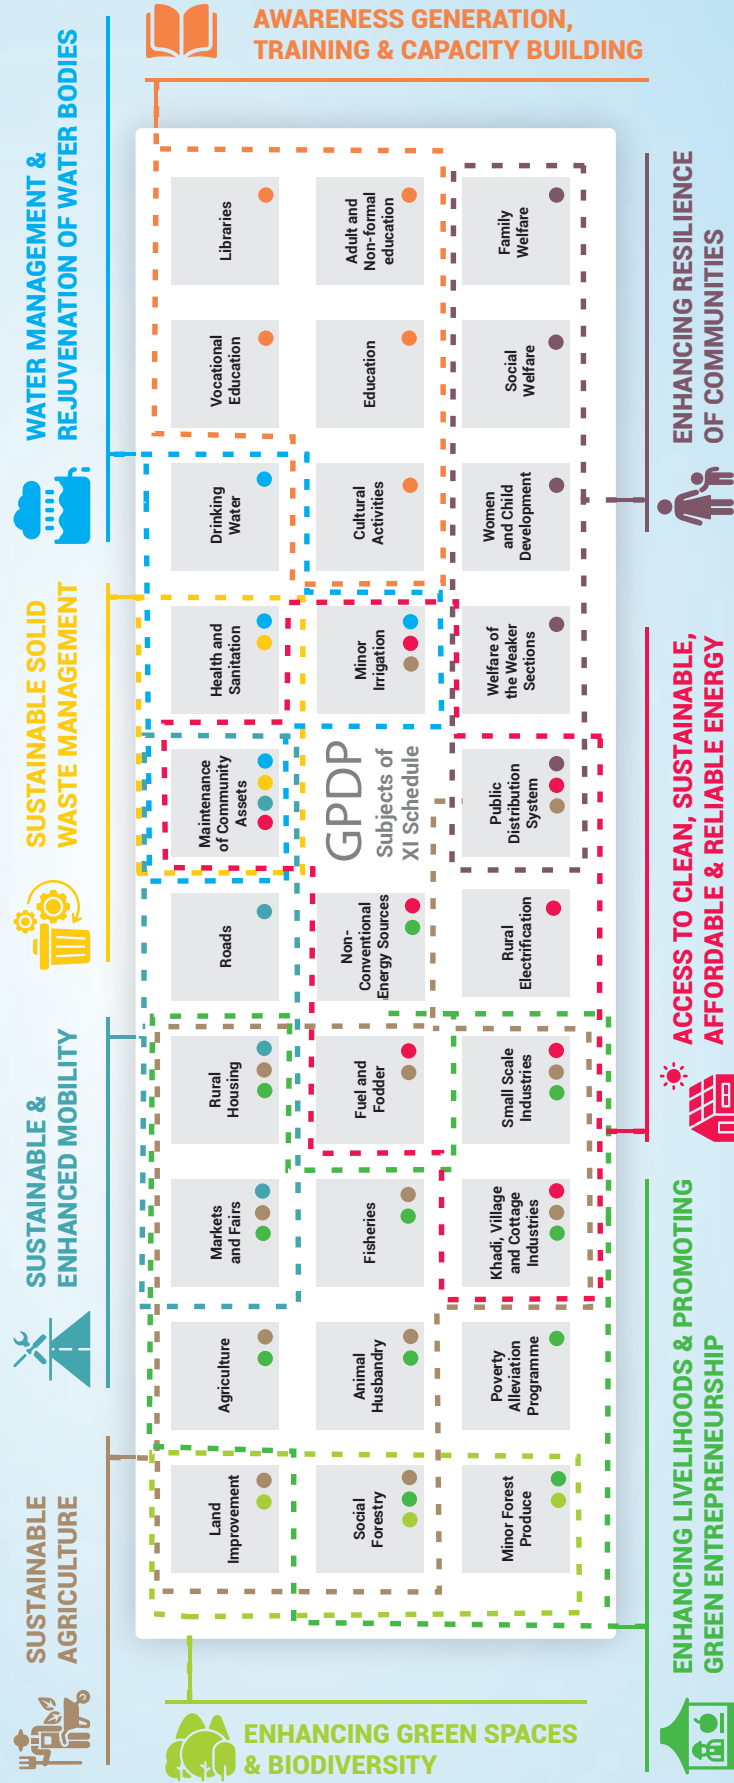 AWARENESS GENERATION,
TRAINING & CAPACITY BUILDING
WATER MANAGEMENT &
REJUVENATION OF WATER BODIES
SUSTAINABLE SOLID
WASTE MANAGEMENT
SUSTAINABLE &
ENHANCED MOBILITY
SUSTAINABLE
AGRICULTURE
Libraries
Adult and
Non-formal
education
Family
Welfare
Vocational
Education
Education
Social
Welfare
Drinking
Water
Cultural
Activities
Women
and Child
Development
Health and
Sanitation
Minor
Irrigation
Welfare of
the Weaker
Sections
Maintenance
of Community
Assets
GPDP
Subjects of
XI Schedule
Public
Distribution
System
Roads
Non-
Conventional
Energy Sources
Rural
Electrification
Rural
Housing
Fuel and
Fodder
Small Scale
Industries
Markets
and Fairs
Fisheries
Khadi, Village
and Cottage
Industries
Agriculture
Animal
Husbandry
Poverty
Alleviation
Programme
Land
Improvement
Social
Forestry
Minor Forest
Produce
ENHANCING RESILIENCE
OF COMMUNITIES
ACCESS TO CLEAN, SUSTAINABLE,
AFFORDABLE & RELIABLE ENERGY
ENHANCING LIVELIHOODS & PROMOTING
GREEN ENTREPRENEURSHIP
ENHANCING GREEN SPACES
& BIODIVERSITY